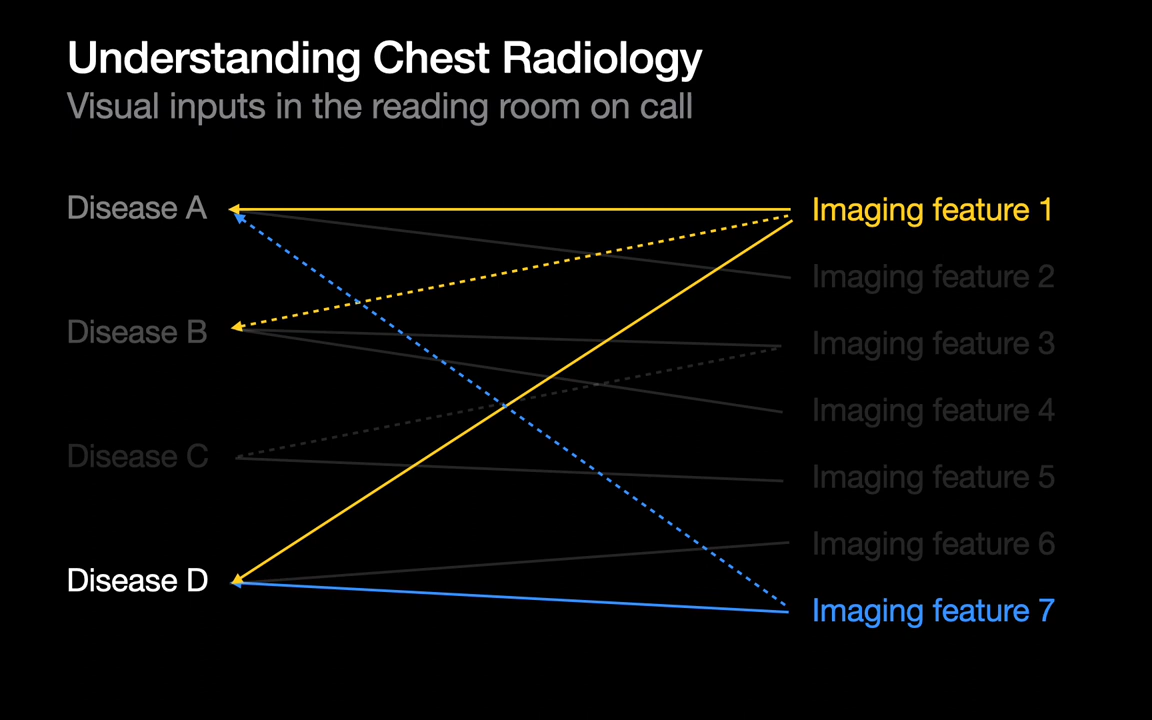 Understanding Chest Radiology
Visual inputs in the reading room on call
Disease A
Imaging feature 1
Imaging feature 2
Disease B
Imaging feature 3
Imaging feature 4
Disease C
Imaging feature 5
Imaging feature 6
Disease D
Imaging feature 7